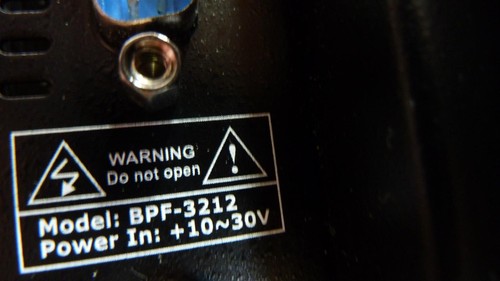 WARNING
Do not open
Model: BPF-3212
Power In: +10~30V